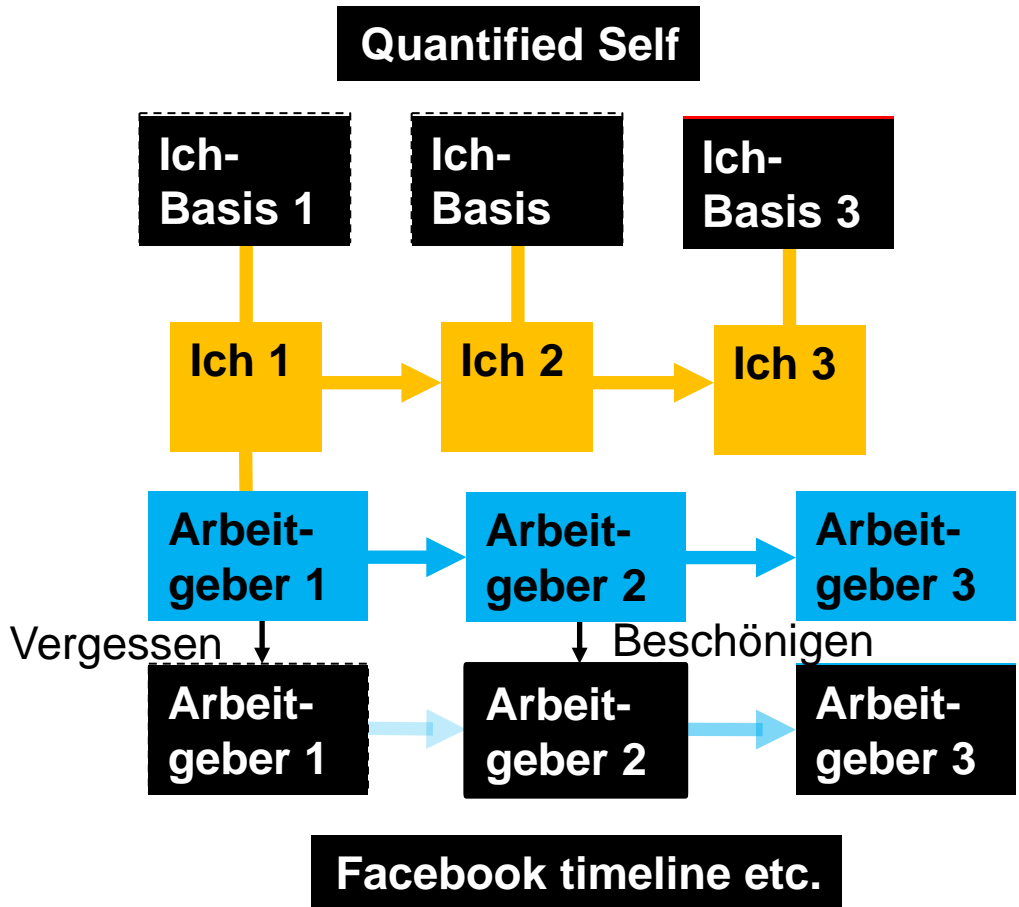 Quantified Self
Ich-
Basis 1
Ich-
Basis
Ich-
Basis 3
Ich 1
Ich 2
Ich 3
Arbeit-
geber 1
Arbeit-
geber 2
Arbeit-
geber 3
Vergessen
Beschönigen
Arbeit-
geber 1
Arbeit-
geber 2
Arbeit-
geber 3
Facebook timeline etc.